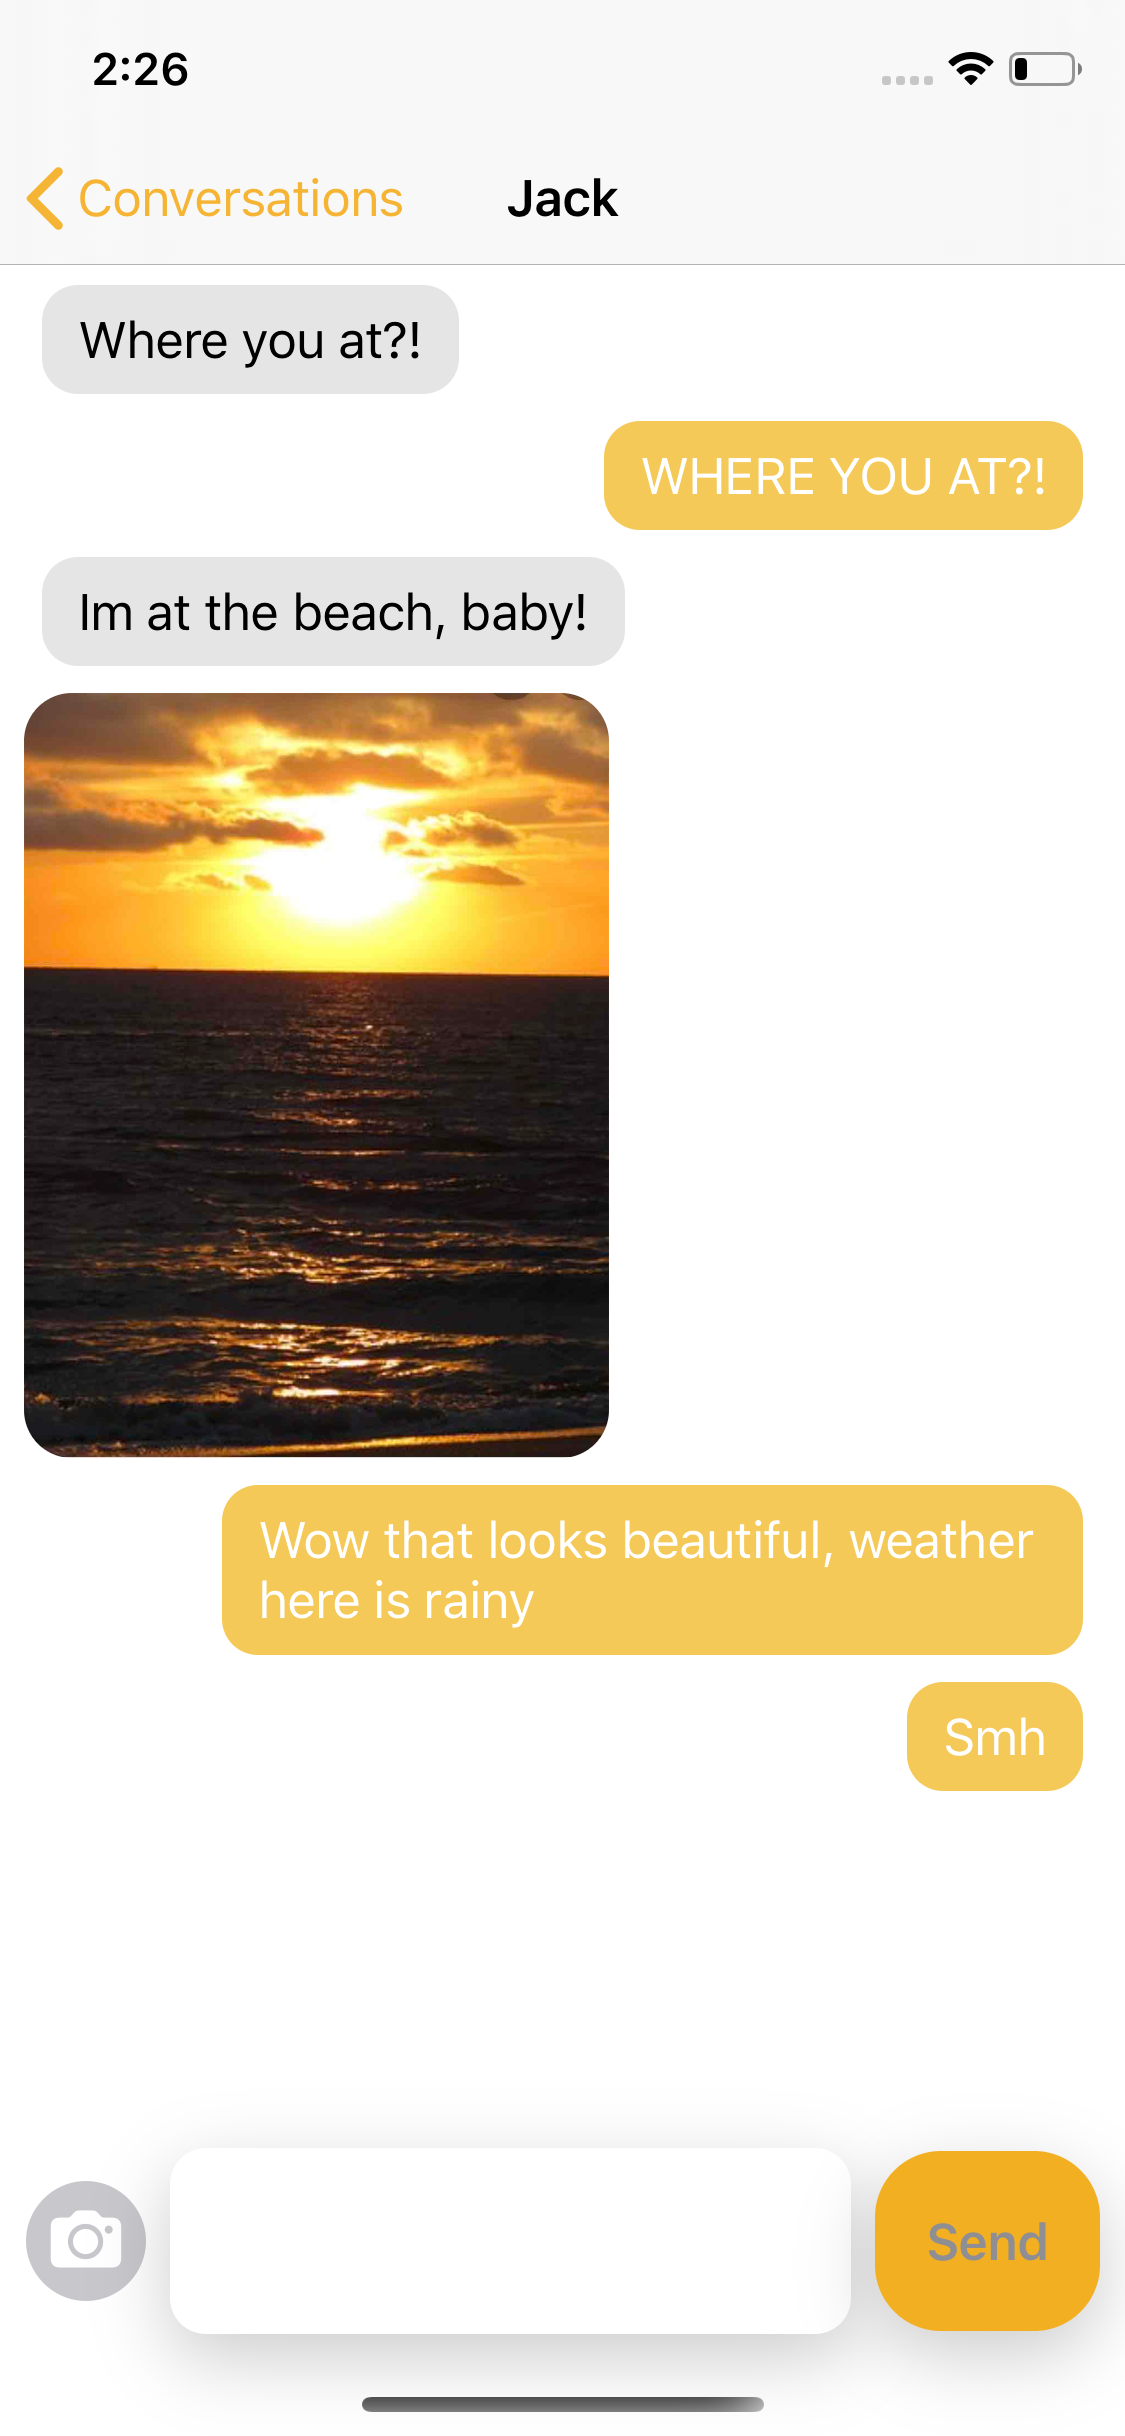 2:26
Conversations
Jack
Where you at?!
WHERE YOU AT?!
Im at the beach, baby!
Wow that looks beautiful, weather
here is rainy
Smh
Send